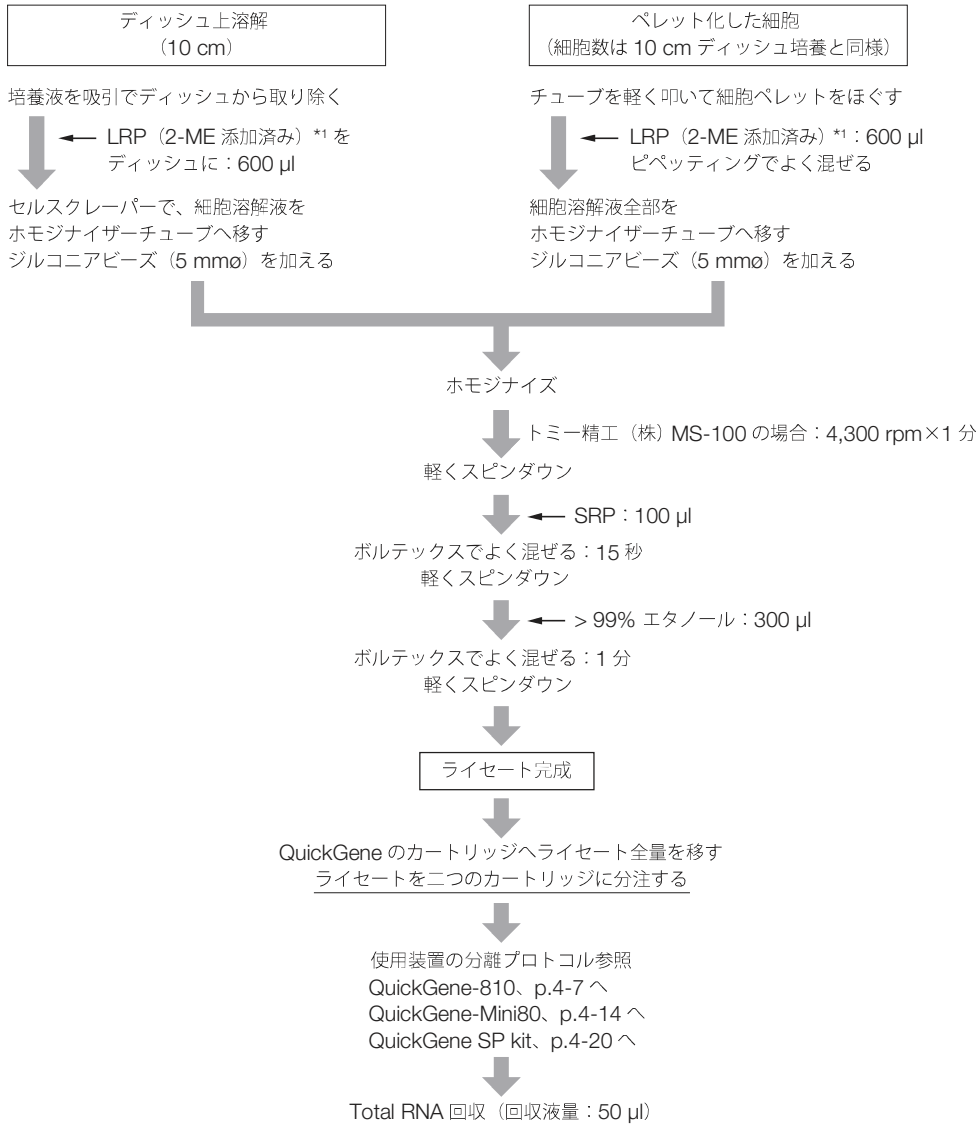 ディッシュ上溶解
（10 cm）
培養液を吸引でディッシュから取り除く
LRP（2-ME 添加済み）*1 を
ディッシュに：600 µl
セルスクレーパーで、細胞溶解液を
ホモジナイザーチューブへ移す
ジルコニアビーズ（5 mmø）を加える
ペレット化した細胞
（細胞数は 10 cm ディッシュ培養と同様）
チューブを軽く叩いて細胞ペレットをほぐす
LRP（2-ME 添加済み）*1：600 µl
ピペッティングでよく混ぜる
細胞溶解液全部を
ホモジナイザーチューブへ移す
ジルコニアビーズ（5 mmø）を加える
ホモジナイズ
トミー精工（株）MS-100 の場合：4,300 rpm×1 分
軽くスピンダウン
SRP：100 µl
ボルテックスでよく混ぜる：15 秒
軽くスピンダウン
> 99% エタノール：300 µl
ボルテックスでよく混ぜる：1 分
軽くスピンダウン
ライセート完成
QuickGene のカートリッジへライセート全量を移す
ライセートを二つのカートリッジに分注する
使用装置の分離プロトコル参照
QuickGene-810、p.4-7 へ
QuickGene-Mini80、p.4-14 へ
QuickGene SP kit、p.4-20 へ
Total RNA 回収（回収液量：50 µl）